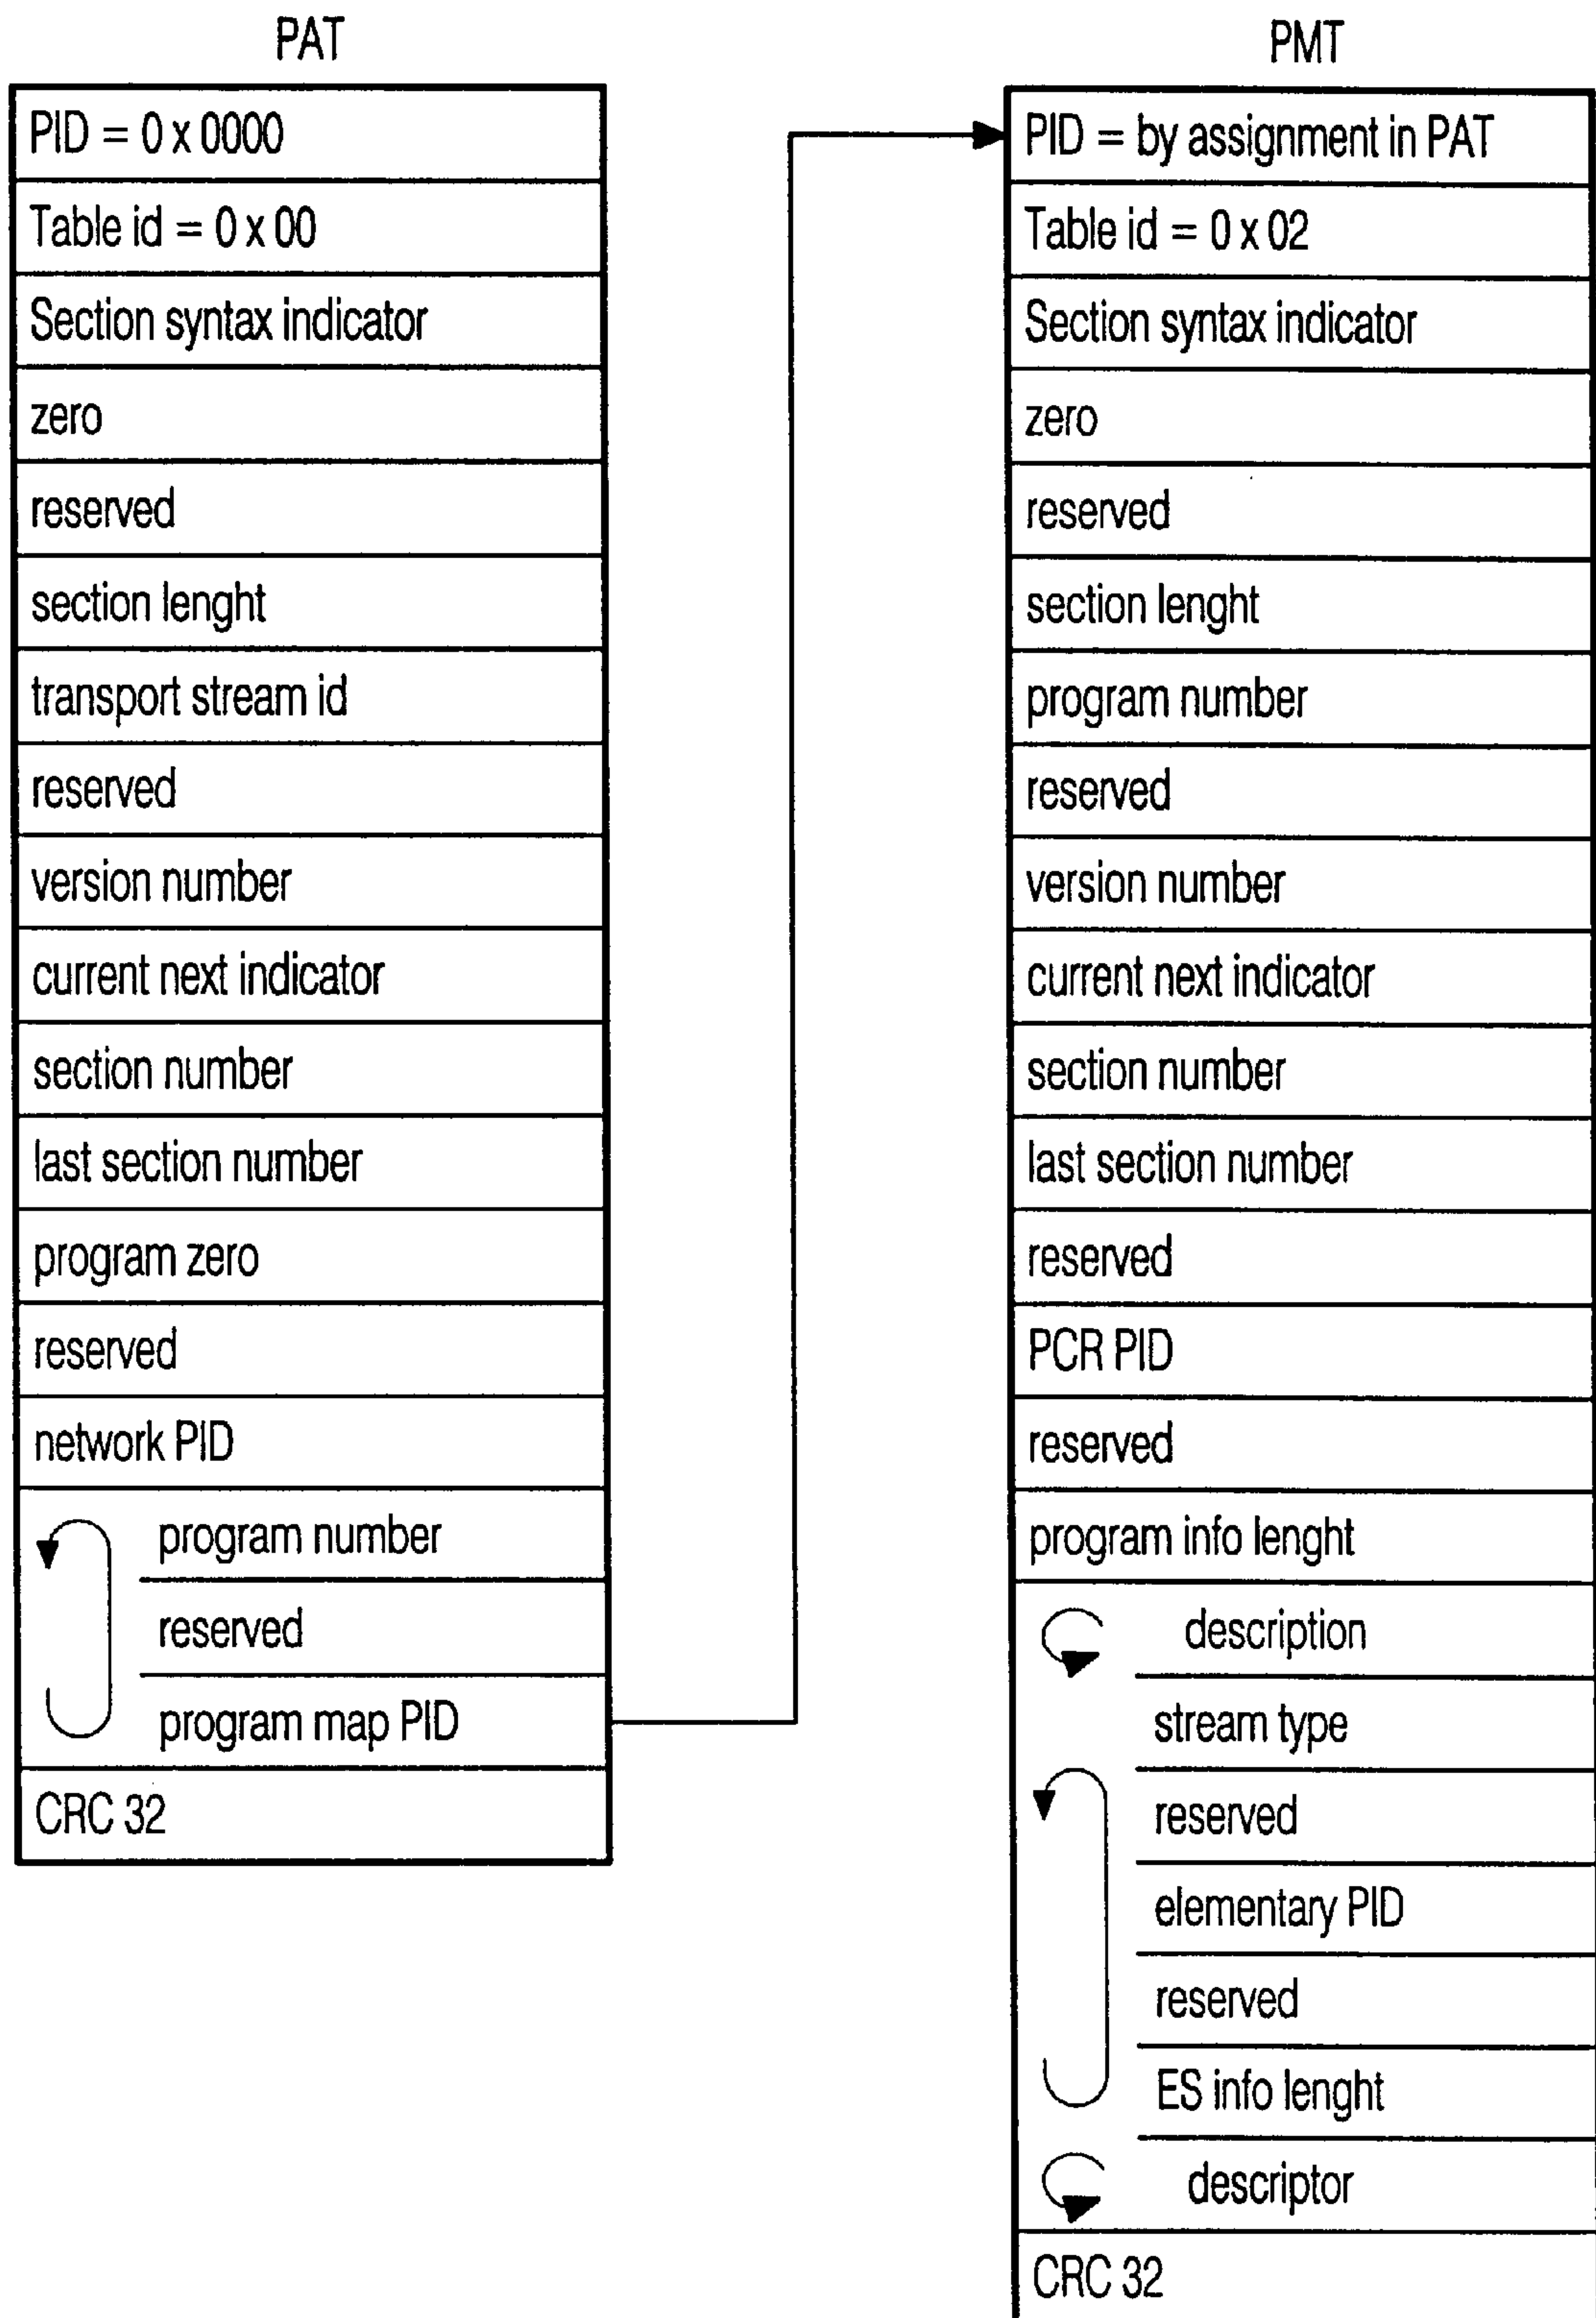 PAT
PID = 0 x 0000
Table id = 0 x 00
Section syntax indicator
zero
reserved
section lenght
transport stream id
reserved
version number
current next indicator
section number
last section number
program zero
reserved
network PID
program number
reserved
program map PID
CRC 32
PMT
PID = by assignment in PAT
Table id = 0 x 02
Section syntax indicator
zero
reserved
section lenght
program number
reserved
version number
current next indicator
section number
last section number
reserved
PCR PID
reserved
program info lenght
description
stream type
reserved
elementary PID
reserved
ES info lenght
descriptor
CRC 32